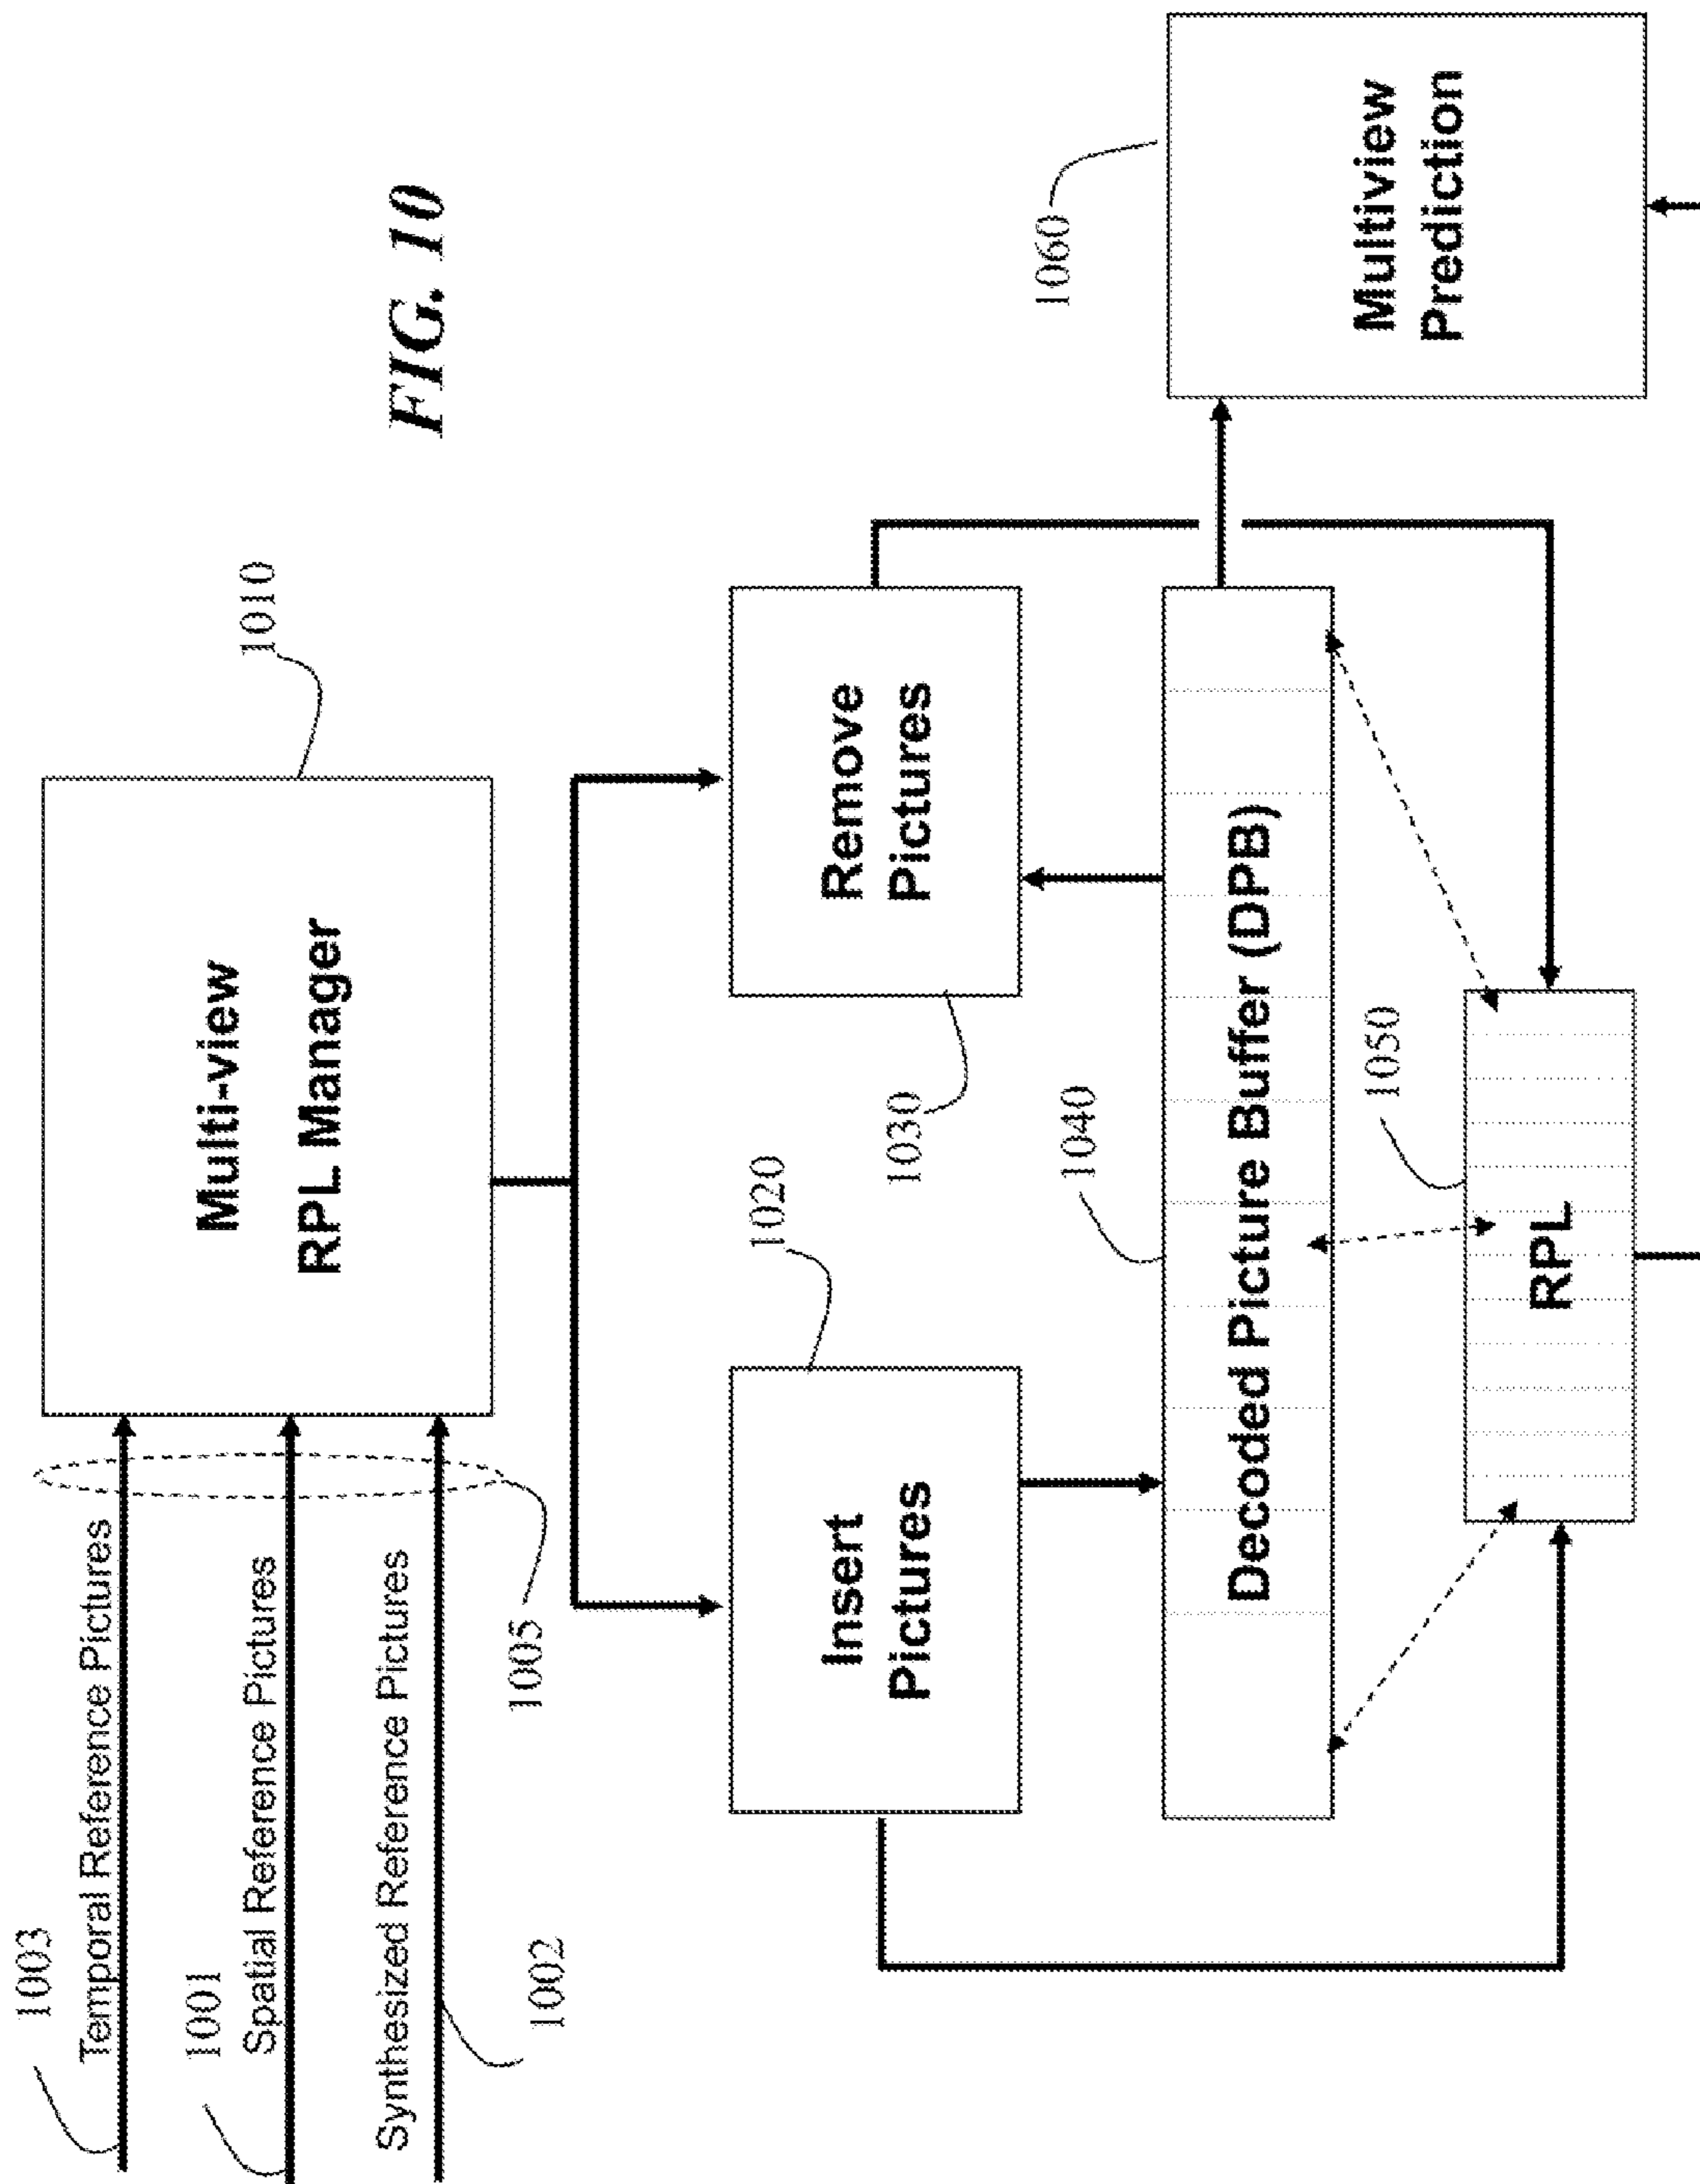 1003
Temporal Reference Pictures
1001
Spatial Reference Pictures
Synthesized Reference Pictures
1002
1005
Multi-view
RPL Manager
1010
FIG. 10
Insert
Pictures
1020
Remove
Pictures
1030
1040
Decoded Picture Buffer (DPB)
1050
RPL
1060
Multiview
Prediction